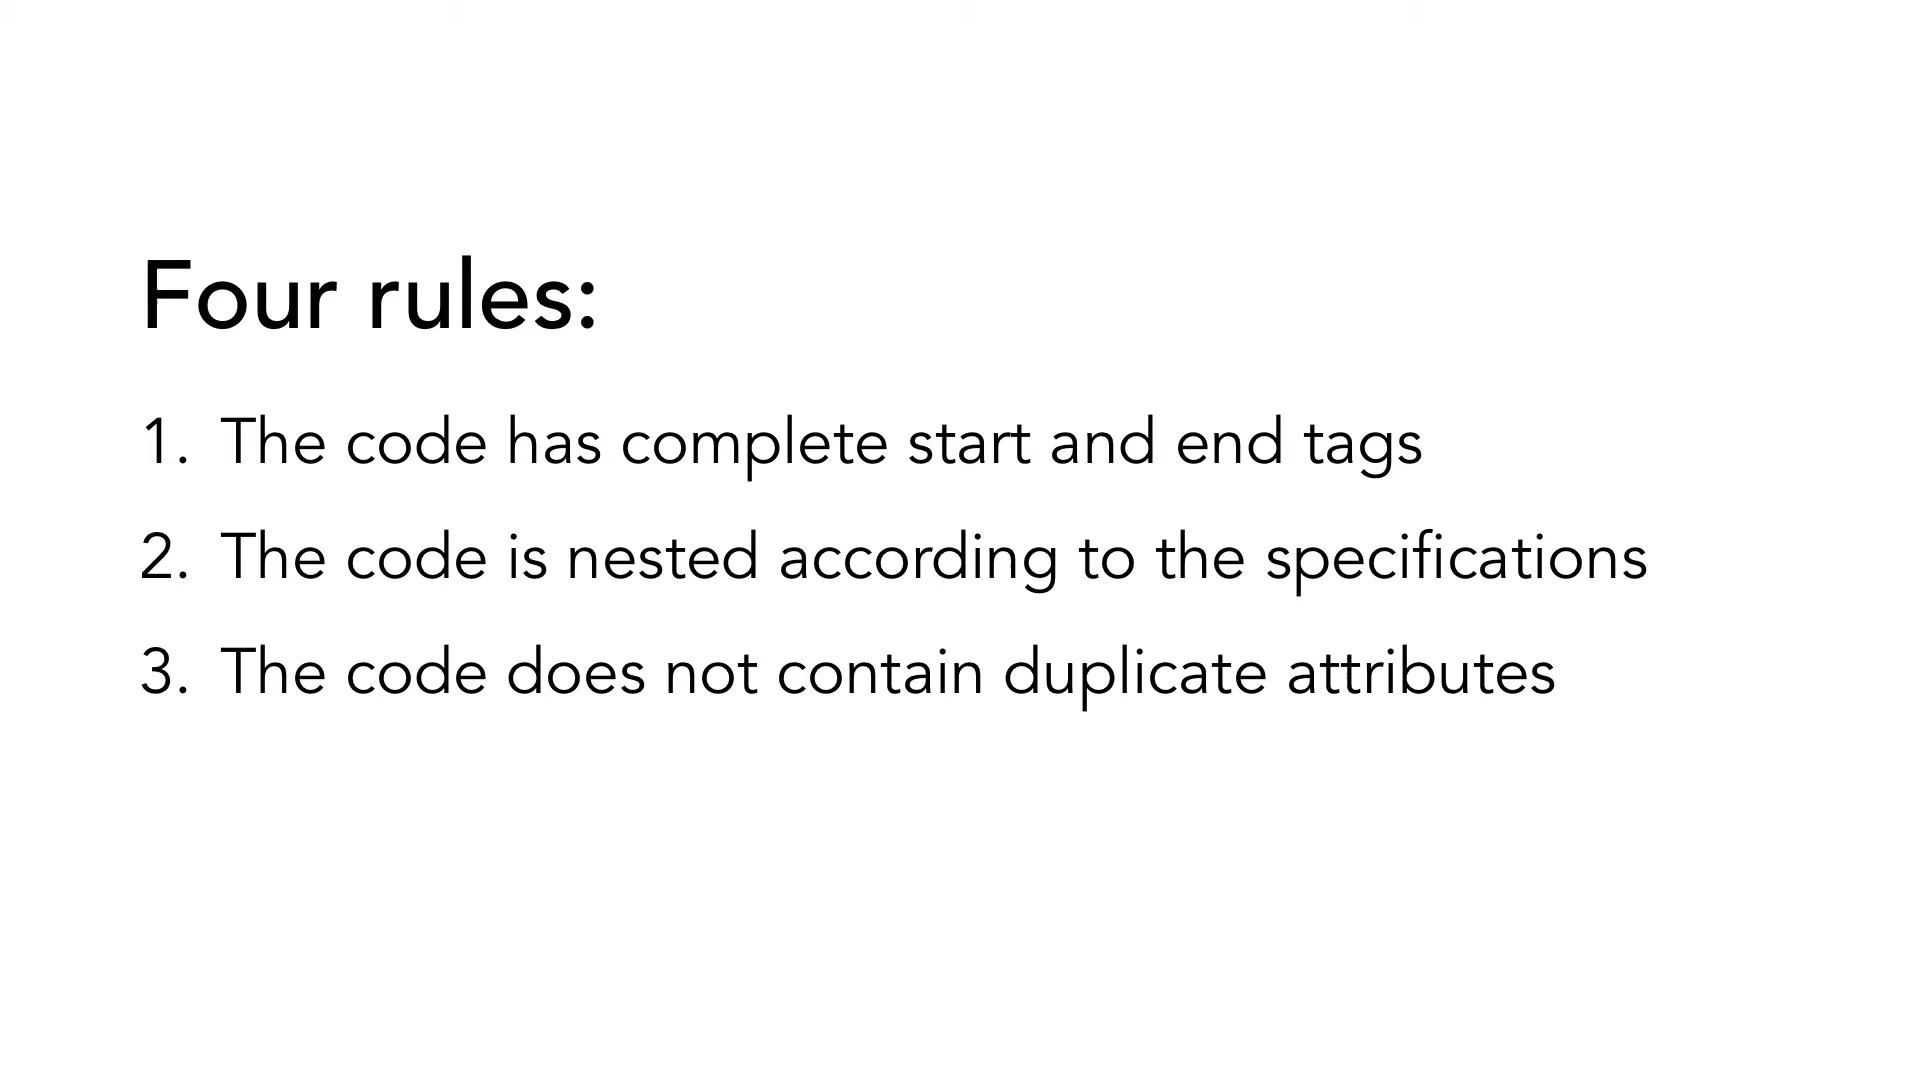 Four rules:
1. The code has complete start and end tags
2. The code is nested according to the specifications
3. The code does not contain duplicate attributes